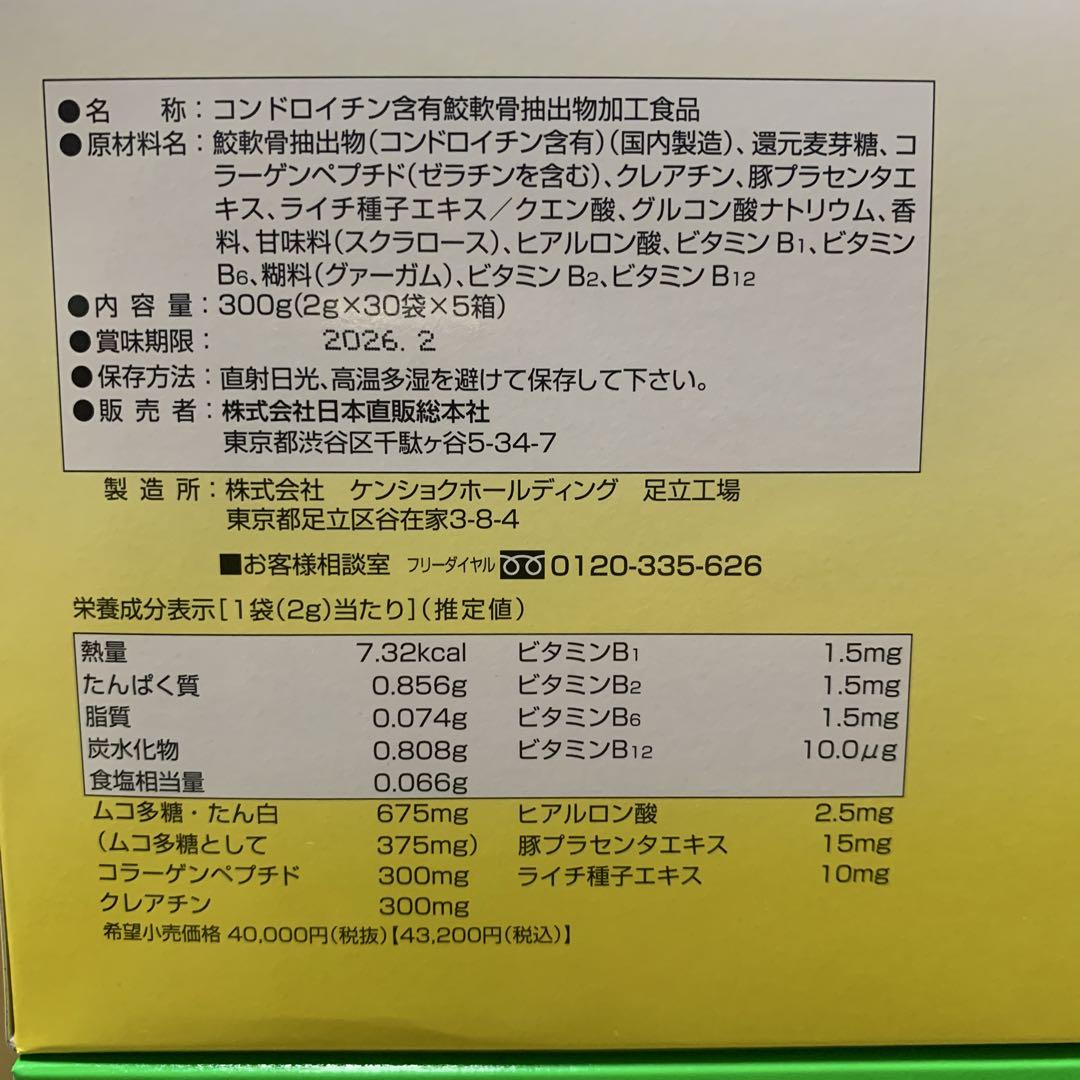 ●名　　称：コンドロイチン含有鮫軟骨抽出物加工食品
●原材料名：鮫軟骨抽出物（コンドロイチン含有）（国内製造）、還元麦芽糖、コ
ラーゲンペプチド（ゼラチンを含む）、クレアチン、豚プラセンタエ
キス、ライチ種子エキス／クエン酸、グルコン酸ナトリウム、香
料、甘味料（スクラロース）、ヒアルロン酸、ビタミンB1、ビタミン
B6、糊料（グァーガム）、ビタミンB2、ビタミンB12
●内容量：300g(2g×30袋×5箱)
●賞味期限：2026. 2
●保存方法：直射日光、高温多湿を避けて保存して下さい。
●販売者：株式会社日本直販総本社
東京都渋谷区千駄ヶ谷5-34-7
製造所：株式会社　ケンショクホールディング　足立工場
東京都足立区谷在家3-8-4
■お客様相談室 フリーダイヤル 0120-335-626
栄養成分表示[1袋(2g)当たり]（推定値）
熱量 7.32kcal ビタミンB1 1.5mg
たんぱく質 0.856g ビタミンB2 1.5mg
脂質 0.074g ビタミンB6 1.5mg
炭水化物 0.808g ビタミンB12 10.0μg
食塩相当量 0.066g
ムコ多糖・たん白 675mg ヒアルロン酸 2.5mg
（ムコ多糖として 375mg） 豚プラセンタエキス 15mg
コラーゲンペプチド 300mg ライチ種子エキス 10mg
クレアチン 300mg
希望小売価格 40,000円（税抜）【43,200円（税込）】